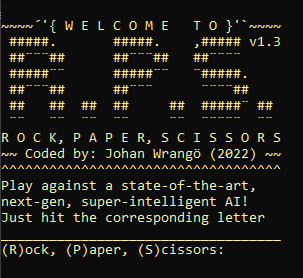 ~~~~´'{ W E L C O M E   T O }'`~~~~
R. P. S v1.3
R O C K, P A P E R, S C I S S O R S
~~ Coded by: Johan Wrangö (2022) ~~
^^^^^^^^^^^^^^^^^^^^^^^^^^^^^^^^^^^
Play against a state-of-the-art,
next-gen, super-intelligent AI!
Just hit the corresponding letter
___________________________________
(R)ock, (P)aper, (S)cissors: